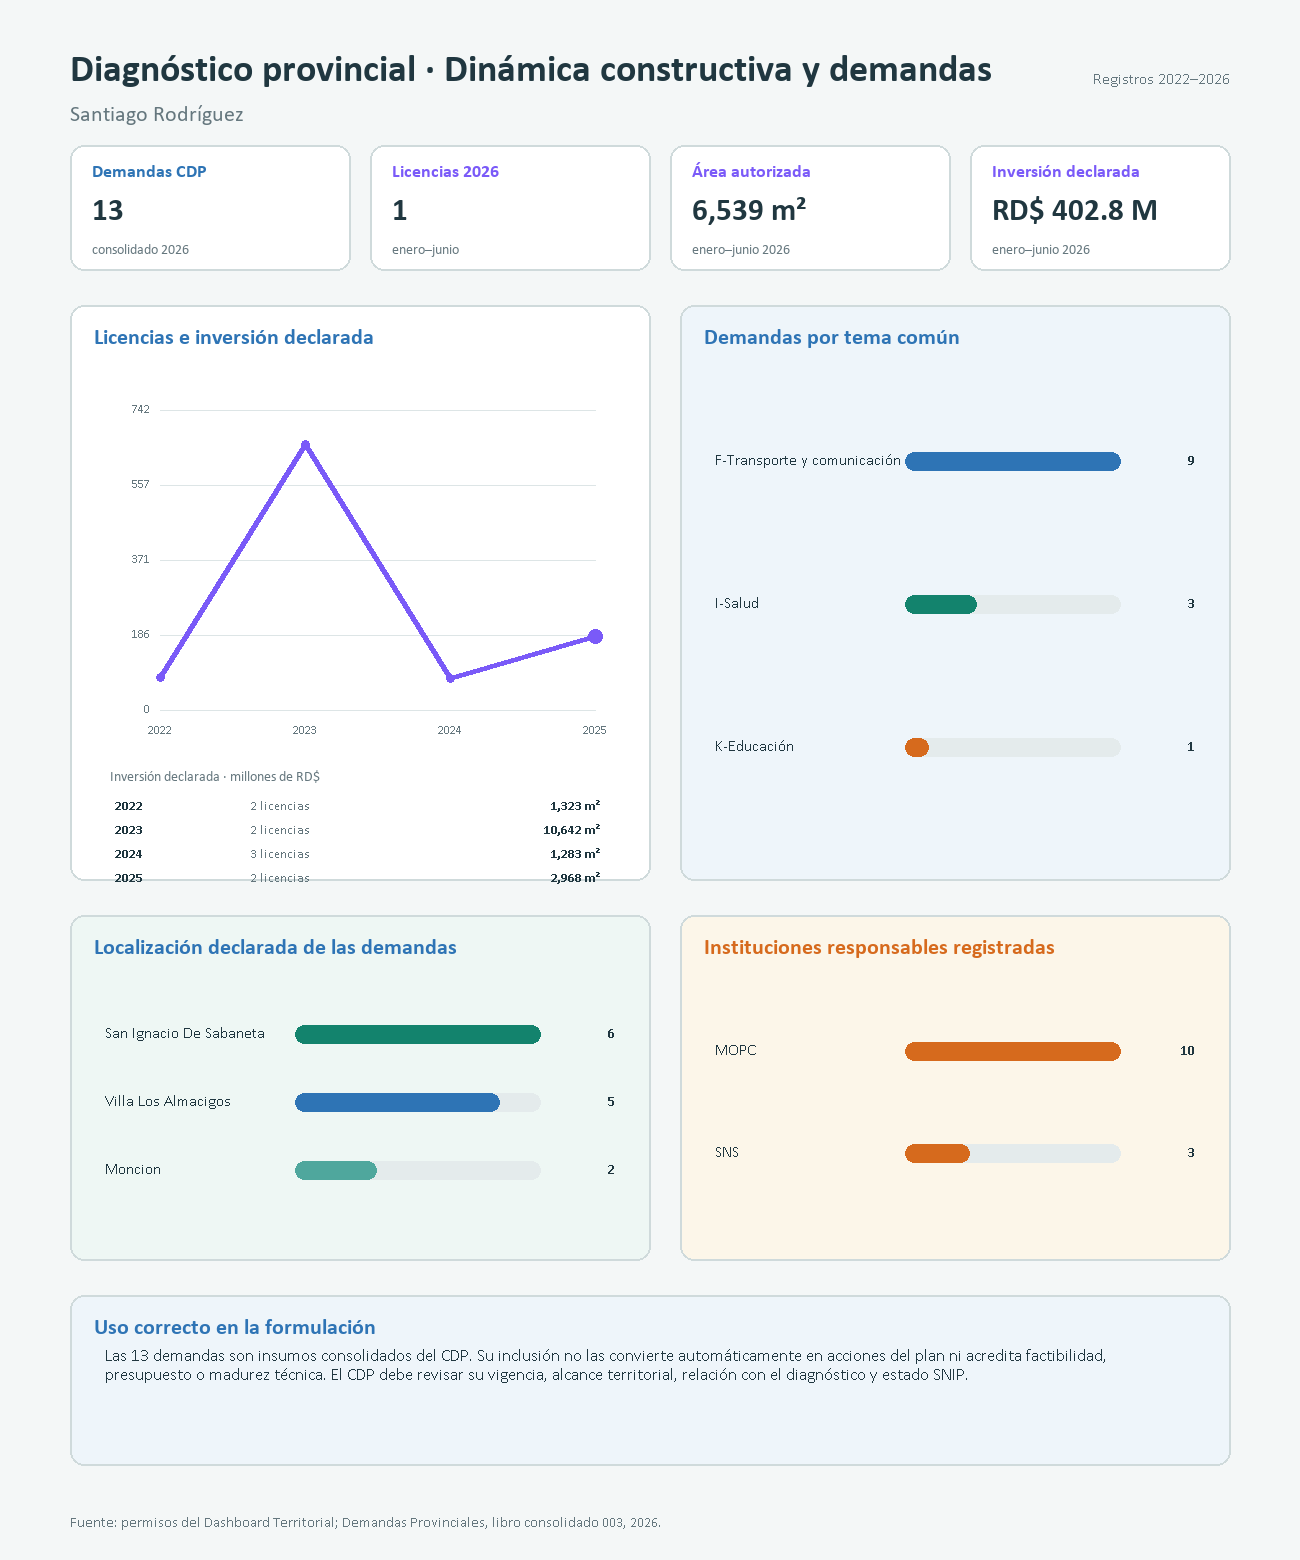 Diagnóstico provincial · Dinámica constructiva y demandas
Registros 2022–2026
Santiago Rodríguez
Demandas CDP
13
consolidado 2026
Licencias 2026
1
enero–junio
Área autorizada
6,539 m²
enero–junio 2026
Inversión declarada
RD$ 402.8 M
enero–junio 2026
Licencias e inversión declarada
742
557
371
186
0
2022 2023 2024 2025
Inversión declarada · millones de RD$
2022 2 licencias 1,323 m²
2023 2 licencias 10,642 m²
2024 3 licencias 1,283 m²
2025 2 licencias 2,968 m²
Demandas por tema común
F-Transporte y comunicación 9
I-Salud 3
K-Educación 1
Localización declarada de las demandas
San Ignacio De Sabaneta 6
Villa Los Almacigos 5
Moncion 2
Instituciones responsables registradas
MOPC 10
SNS 3
Uso correcto en la formulación
Las 13 demandas son insumos consolidados del CDP. Su inclusión no las convierte automáticamente en acciones del plan ni acredita factibilidad,
presupuesto o madurez técnica. El CDP debe revisar su vigencia, alcance territorial, relación con el diagnóstico y estado SNIP.
Fuente: permisos del Dashboard Territorial; Demandas Provinciales, libro consolidado 003, 2026.